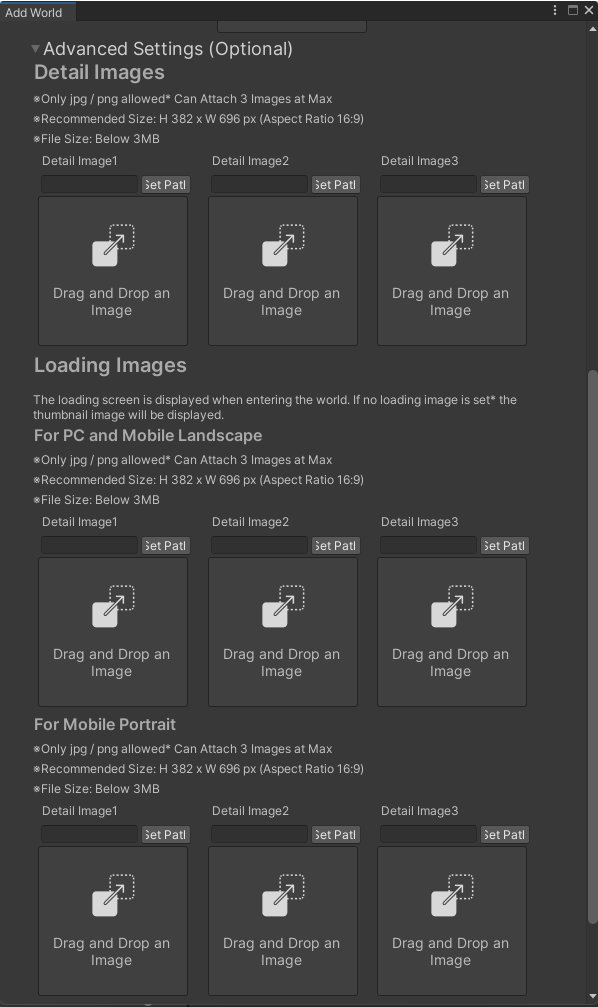 Add World
Advanced Settings (Optional)
Detail Images
※Only jpg / png allowed* Can Attach 3 Images at Max
※Recommended Size: H 382 x W 696 px (Aspect Ratio 16:9)
※File Size: Below 3MB
Detail Image1 Detail Image2 Detail Image3
Set Path Set Path Set Path
Drag and Drop an Drag and Drop an Drag and Drop an
Image Image Image
Loading Images
The loading screen is displayed when entering the world. If no loading image is set* the
thumbnail image will be displayed.
For PC and Mobile Landscape
※Only jpg / png allowed* Can Attach 3 Images at Max
※Recommended Size: H 382 x W 696 px (Aspect Ratio 16:9)
※File Size: Below 3MB
Detail Image1 Detail Image2 Detail Image3
Set Path Set Path Set Path
Drag and Drop an Drag and Drop an Drag and Drop an
Image Image Image
For Mobile Portrait
※Only jpg / png allowed* Can Attach 3 Images at Max
※Recommended Size: H 382 x W 696 px (Aspect Ratio 16:9)
※File Size: Below 3MB
Detail Image1 Detail Image2 Detail Image3
Set Path Set Path Set Path
Drag and Drop an Drag and Drop an Drag and Drop an
Image Image Image